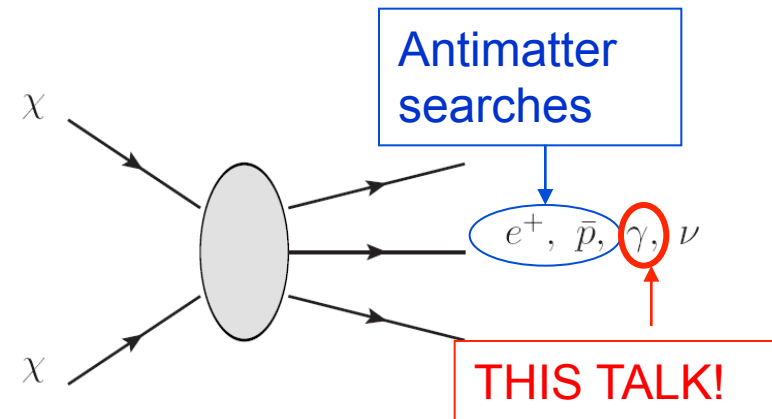 Antimatter
searches
χ
e⁺, p̄, γ, ν
χ
THIS TALK!